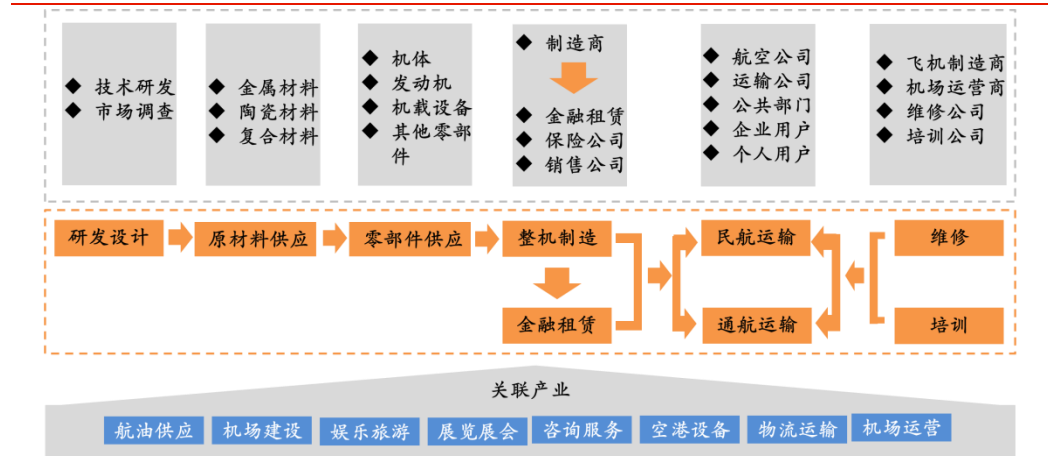 技术研发
市场调查
金属材料
陶瓷材料
复合材料
机体
发动机
机载设备
其他零部
件
制造商
金融租赁
保险公司
销售公司
航空公司
运输公司
公共部门
企业用户
个人用户
飞机制造商
机场运营商
维修公司
培训公司
研发设计
原材料供应
零部件供应
整机制造
民航运输
维修
金融租赁
通航运输
培训
关联产业
航油供应
机场建设
娱乐旅游
展览展会
咨询服务
空港设备
物流运输
机场运营